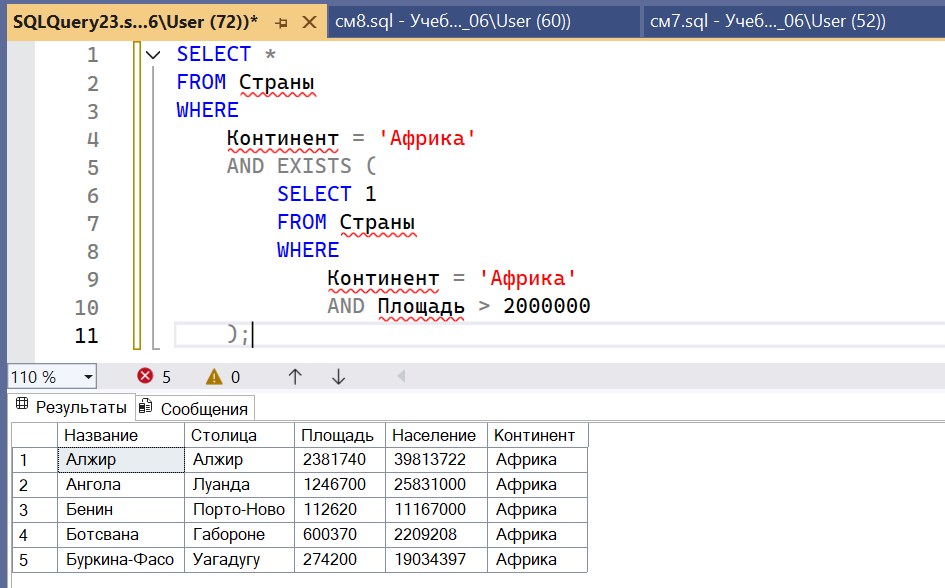 SQLQuery23.s...6\User (72))* см8.sql - Учеб..._06\User (60)) см7.sql - Учеб..._06\User (52))
1 SELECT *
2 FROM Страны
3 WHERE
4 Континент = 'Африка'
5 AND EXISTS (
6 SELECT 1
7 FROM Страны
8 WHERE
9 Континент = 'Африка'
10 AND Площадь > 2000000
11 );
110 % 5 0
Результаты Сообщения
Название Столица Площадь Население Континент
1 Алжир Алжир 2381740 39813722 Африка
2 Ангола Луанда 1246700 25831000 Африка
3 Бенин Порто-Ново 112620 11167000 Африка
4 Ботсвана Габороне 600370 2209208 Африка
5 Буркина-Фасо Уагадугу 274200 19034397 Африка